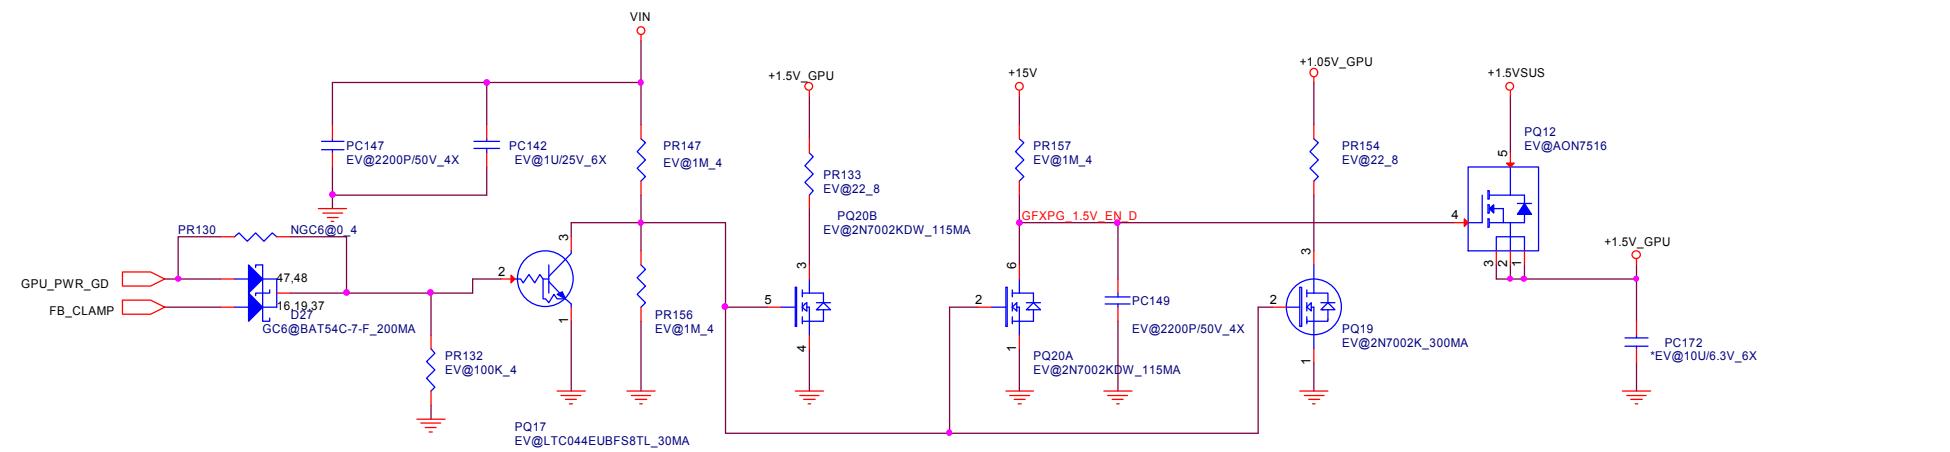 VIN
+1.5V_GPU
+15V
+1.05V_GPU
+1.5VSUS
PC147
EV@2200P/50V_4X
PC142
EV@1U/25V_6X
PR147
EV@1M_4
PR133
EV@22_8
PR157
EV@1M_4
PR154
EV@22_8
PQ12
EV@AON7516
5
4
3
2
1
PQ20B
EV@2N7002KDW_115MA
GFXPG_1.5V_EN_D
+1.5V_GPU
PR130
NGC6@0_4
GPU_PWR_GD
FB_CLAMP
47,48
16,19,37
D27
GC6@BAT54C-7-F_200MA
2
3
1
PR132
EV@100K_4
PQ17
EV@LTC044EUBFS8TL_30MA
PR156
EV@1M_4
5
3
4
2
6
1
PQ20A
EV@2N7002KDW_115MA
PC149
EV@2200P/50V_4X
2
3
1
PQ19
EV@2N7002K_300MA
PC172
*EV@10U/6.3V_6X